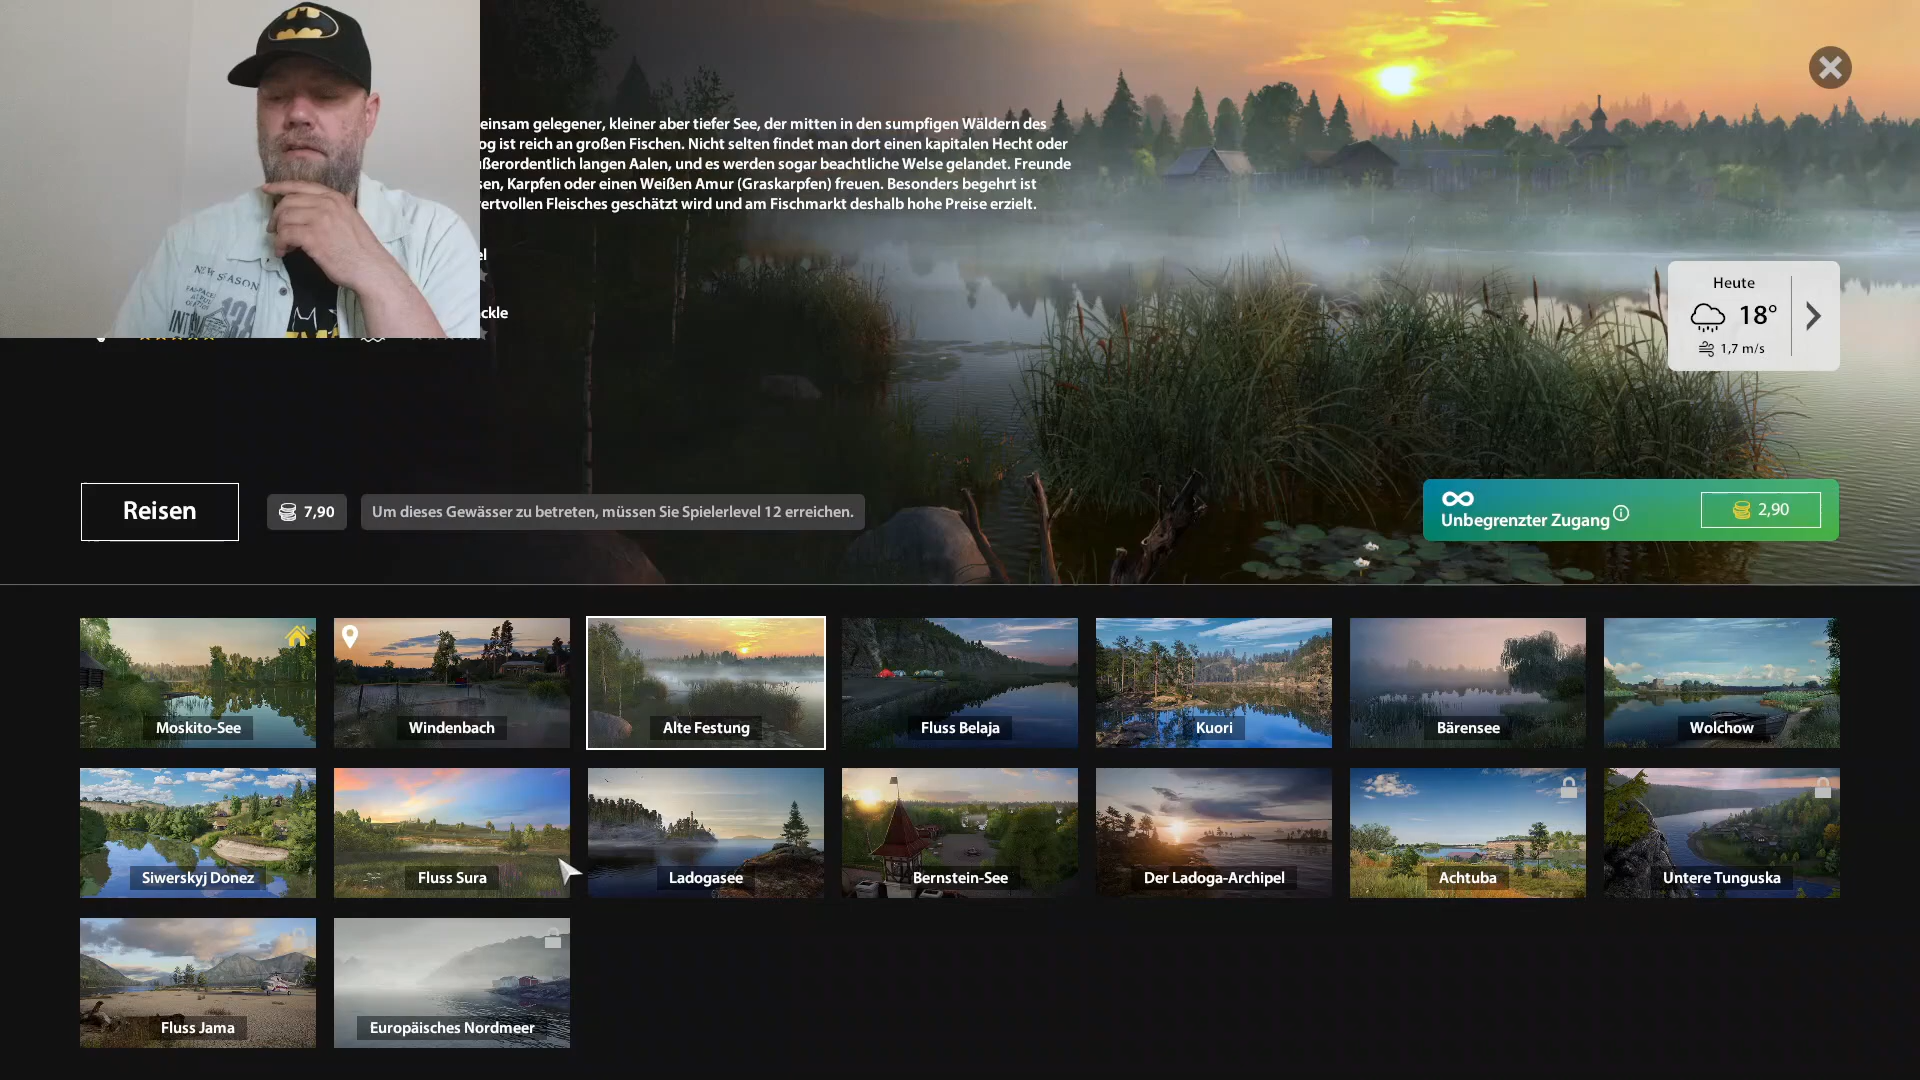 einsam gelegener, kleiner aber tiefer See, der mitten in den sumpfigen Wäldern des
ist reich an großen Fischen. Nicht selten findet man dort einen kapitalen Hecht oder
langen Aalen, und es werden sogar beachtliche Welse gelandet. Freunde
Karpfen oder einen Weißen Amur (Graskarpfen) freuen. Besonders begehrt ist
Fleisches geschätzt wird und am Fischmarkt deshalb hohe Preise erzielt.
NEW SEASON
Heute
18°
1,7 m/s
Reisen
7,90
Um dieses Gewässer zu betreten, müssen Sie Spielerlevel 12 erreichen.
Unbegrenzter Zugang
2,90
Moskito-See
Windenbach
Alte Festung
Fluss Belaja
Kuori
Bärensee
Wolchow
Siwerskyj Donez
Fluss Sura
Ladogasee
Bernstein-See
Der Ladoga-Archipel
Achtuba
Untere Tunguska
Fluss Jama
Europäisches Nordmeer